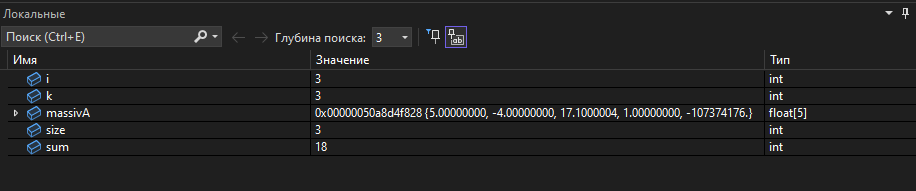 Локальные
Поиск (Ctrl+E) Глубина поиска: 3
Имя Значение Тип
i 3 int
k 3 int
massivA 0x00000050a8d4f828 {5.00000000, -4.00000000, 17.1000004, 1.00000000, -107374176.} float[5]
size 3 int
sum 18 int